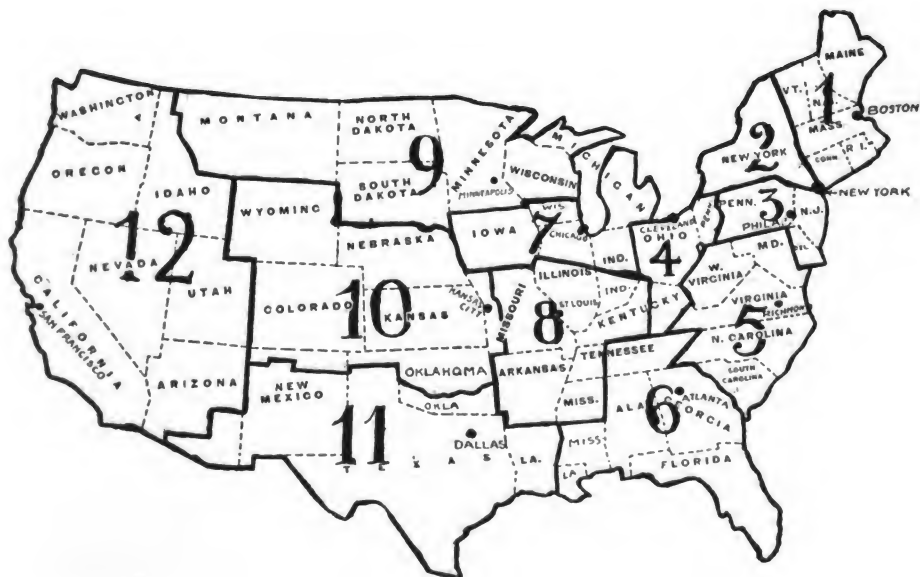 MAINE
VT.
N.H.
1
BOSTON
MASS.
CONN.
R.I.
2
NEW YORK
NEW YORK
WASHINGTON
MONTANA
NORTH
DAKOTA
MINNESOTA
MICHIGAN
OREGON
IDAHO
9
SOUTH
DAKOTA
MINNEAPOLIS
WISCONSIN
PENN.
3
N.J.
PHILAD.
WYOMING
WIS.
7
CHICAGO
IOWA
CLEVELAND
OHIO
PENN.
4
IND.
MD.
DEL.
12
NEVADA
NEBRASKA
ILLINOIS
W.
VIRGINIA
UTAH
COLORADO
10
KANSAS
KANSAS
CITY
MISSOURI
ST. LOUIS
IND.
8
KENTUCKY
VIRGINIA
RICHMOND
CALIFORNIA
SAN FRANCISCO
5
N. CAROLINA
TENNESSEE
SOUTH
CAROLINA
ARIZONA
NEW
MEXICO
OKLAHOMA
ARKANSAS
OKLA.
MISS.
ALA.
6
ATLANTA
GEORGIA
11
DALLAS
TEXAS
LA.
MISS.
LA.
FLORIDA